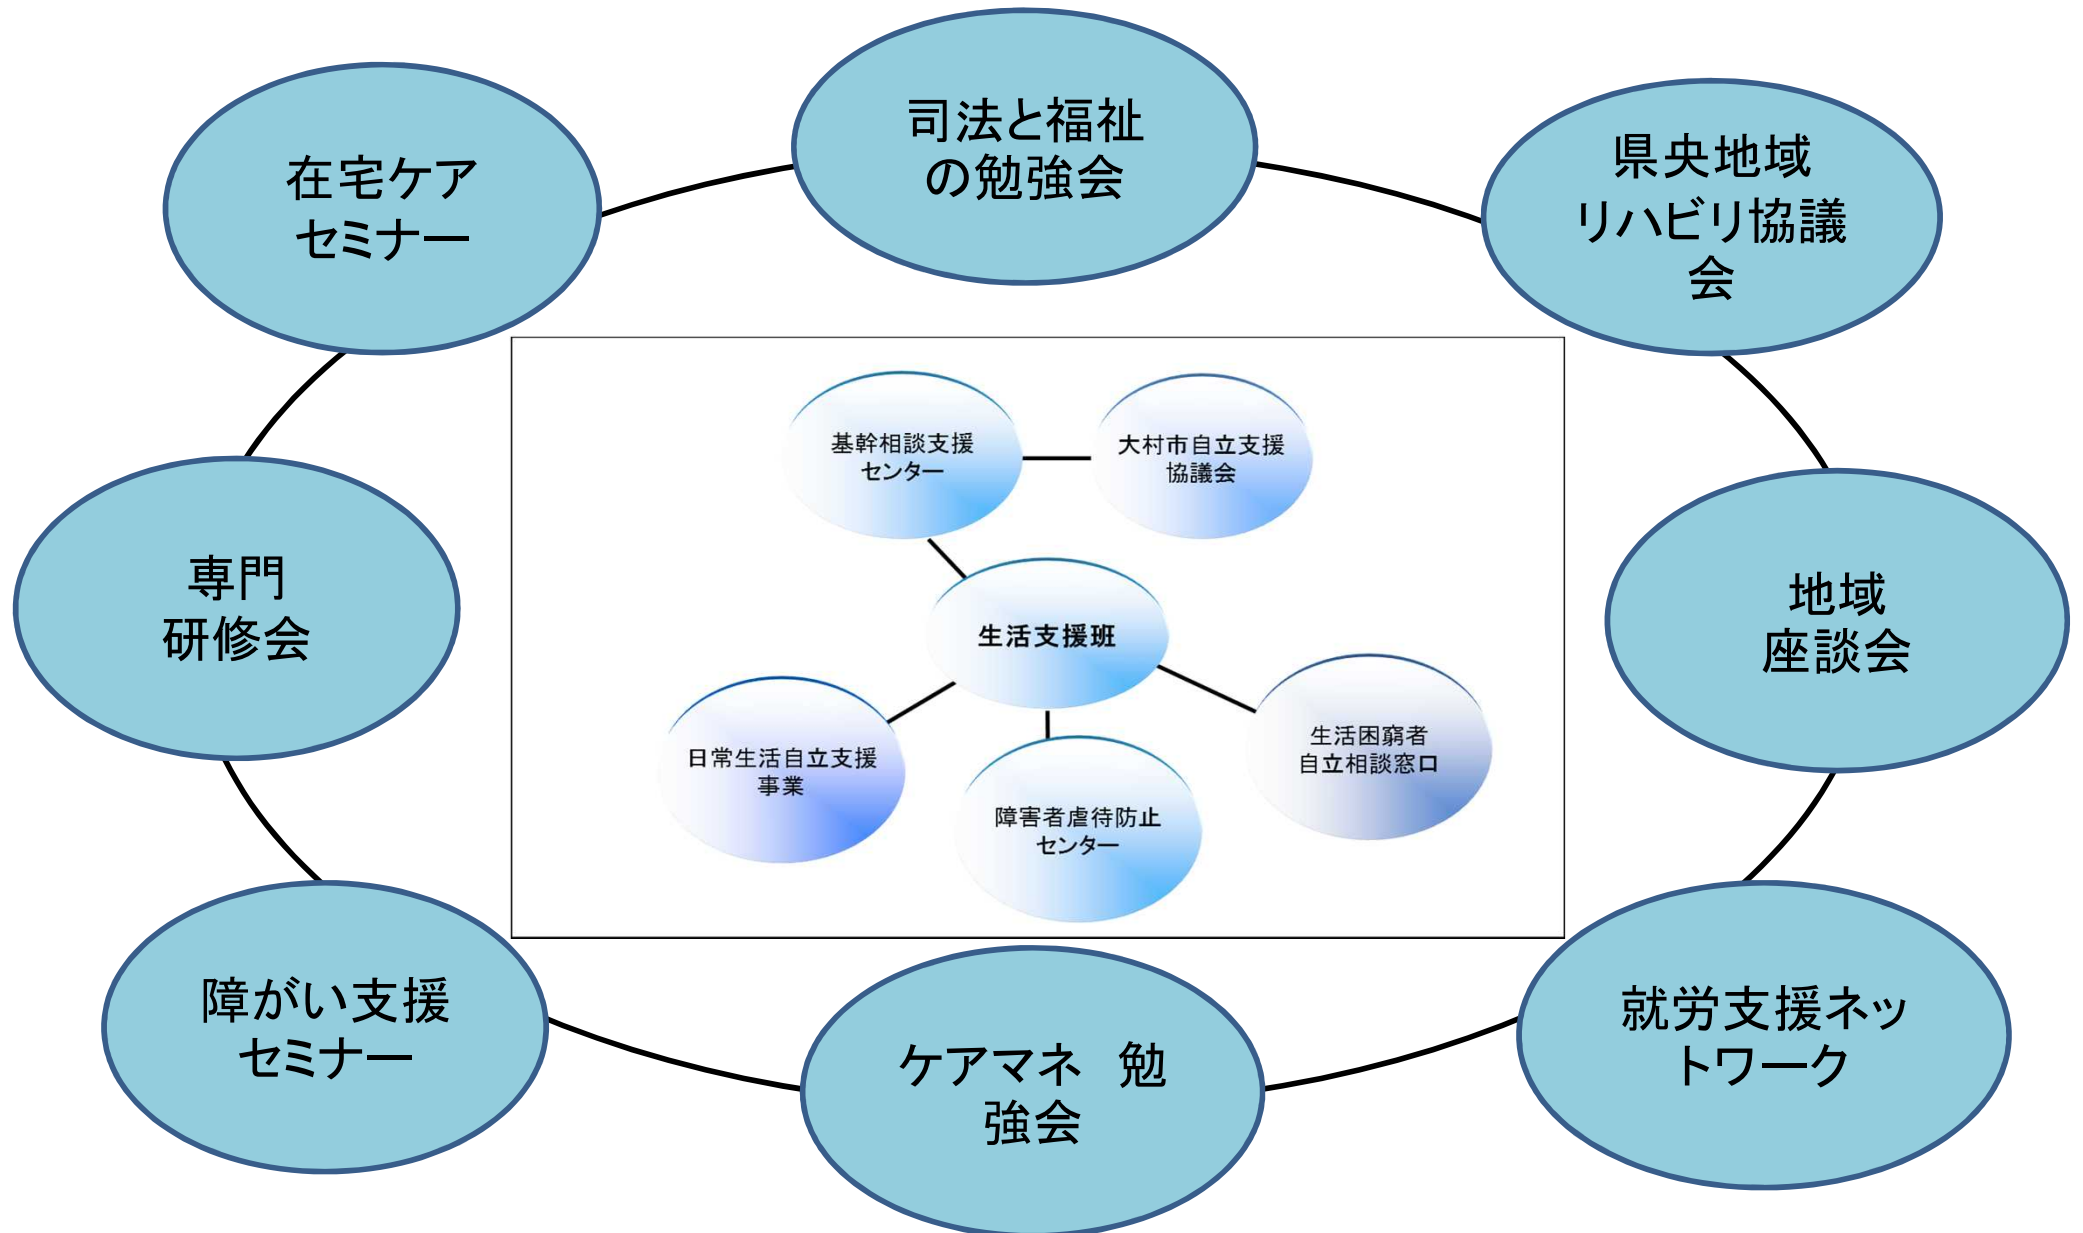 司法と福祉
の勉強会
在宅ケア
セミナー
県央地域
リハビリ協議
会
基幹相談支援
センター
大村市自立支援
協議会
専門
研修会
生活支援班
地域
座談会
日常生活自立支援
事業
生活困窮者
自立相談窓口
障害者虐待防止
センター
障がい支援
セミナー
ケアマネ　勉
強会
就労支援ネッ
トワーク